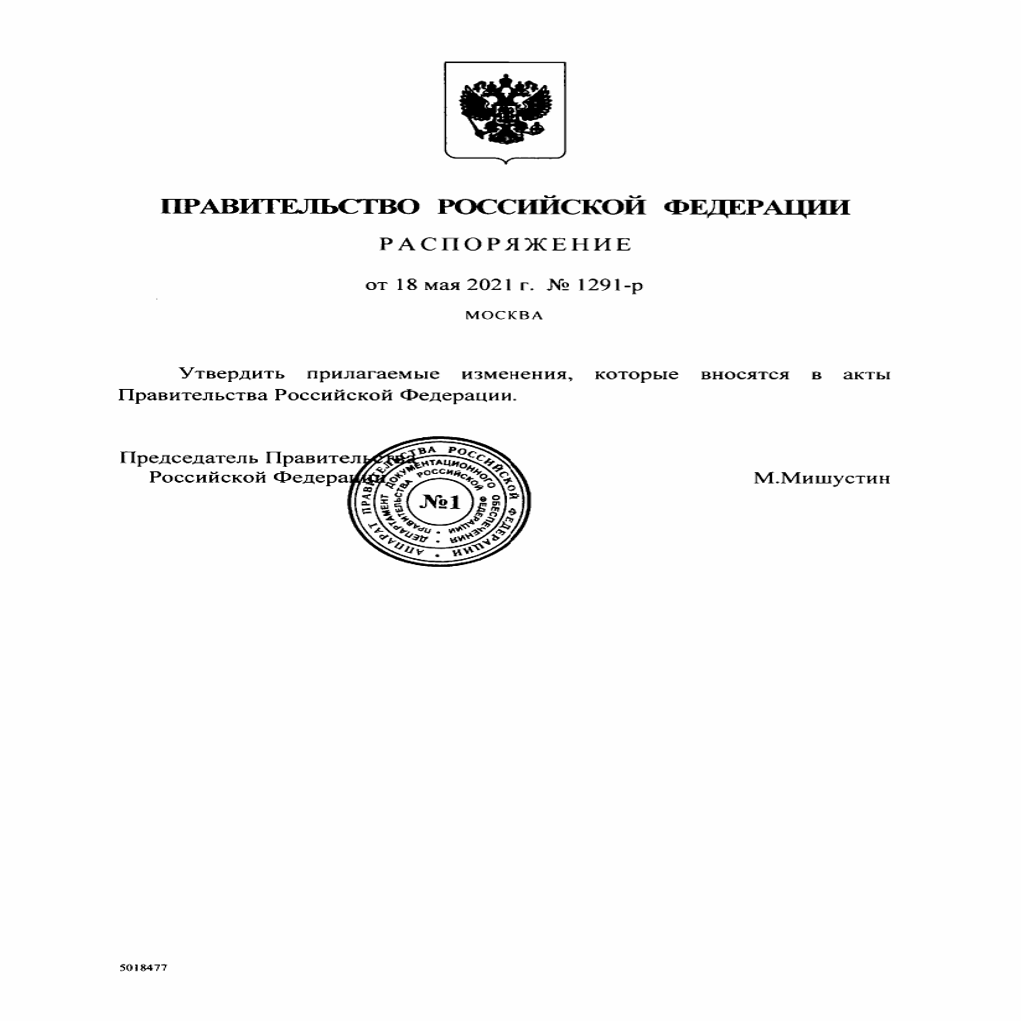 ПРАВИТЕЛЬСТВО РОССИЙСКОЙ ФЕДЕРАЦИИ
РАСПОРЯЖЕНИЕ
от 18 мая 2021 г. № 1291-р
МОСКВА
Утвердить прилагаемые изменения, которые вносятся в акты
Правительства Российской Федерации.
Председатель Правительства
Российской Федерации
М.Мишустин
АППАРАТ ПРАВИТЕЛЬСТВА РОССИЙСКОЙ ФЕДЕРАЦИИ
ДЕПАРТАМЕНТ ДОКУМЕНТАЦИОННОГО ОБЕСПЕЧЕНИЯ
ПРАВИТЕЛЬСТВА РОССИЙСКОЙ ФЕДЕРАЦИИ
№1
5018477